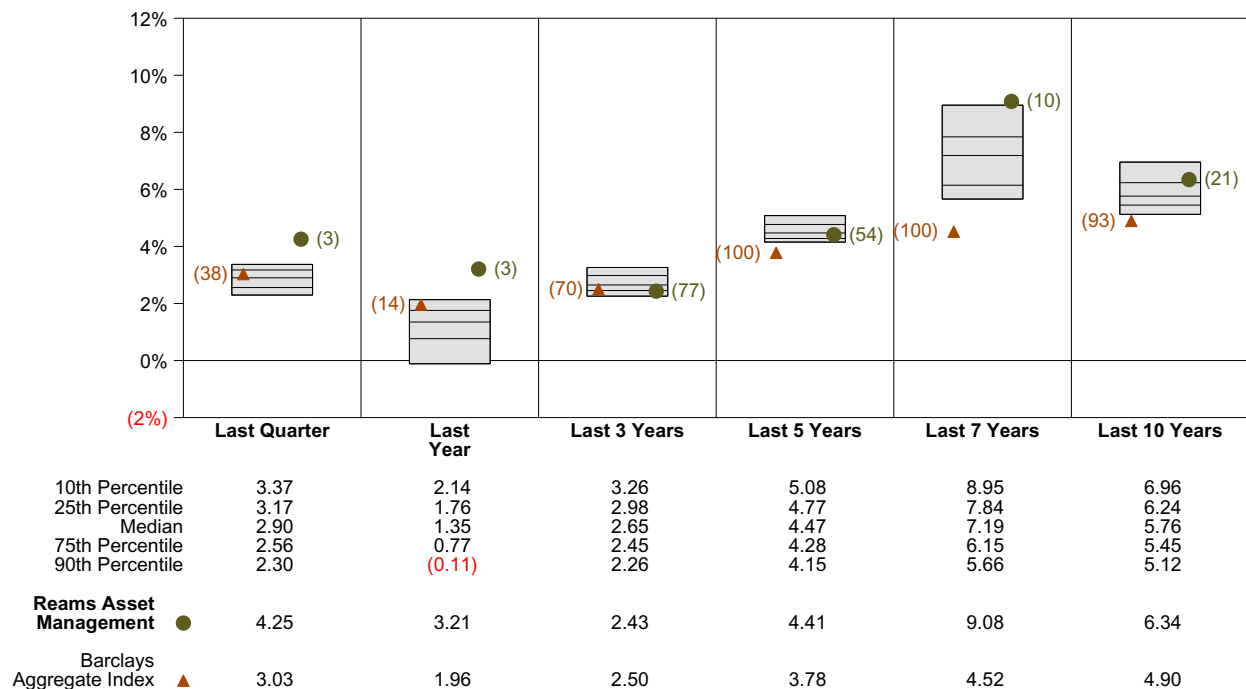 12%
10%
8%
6%
4%
2%
0%
(2%)
(38)
(3)
(14)
(3)
(70)
(77)
(100)
(54)
(100)
(10)
(93)
(21)
Last Quarter Last Last 3 Years Last 5 Years Last 7 Years Last 10 Years
Year
10th Percentile 3.37 2.14 3.26 5.08 8.95 6.96
25th Percentile 3.17 1.76 2.98 4.77 7.84 6.24
Median 2.90 1.35 2.65 4.47 7.19 5.76
75th Percentile 2.56 0.77 2.45 4.28 6.15 5.45
90th Percentile 2.30 (0.11) 2.26 4.15 5.66 5.12
Reams Asset
Management 4.25 3.21 2.43 4.41 9.08 6.34
Barclays
Aggregate Index 3.03 1.96 2.50 3.78 4.52 4.90